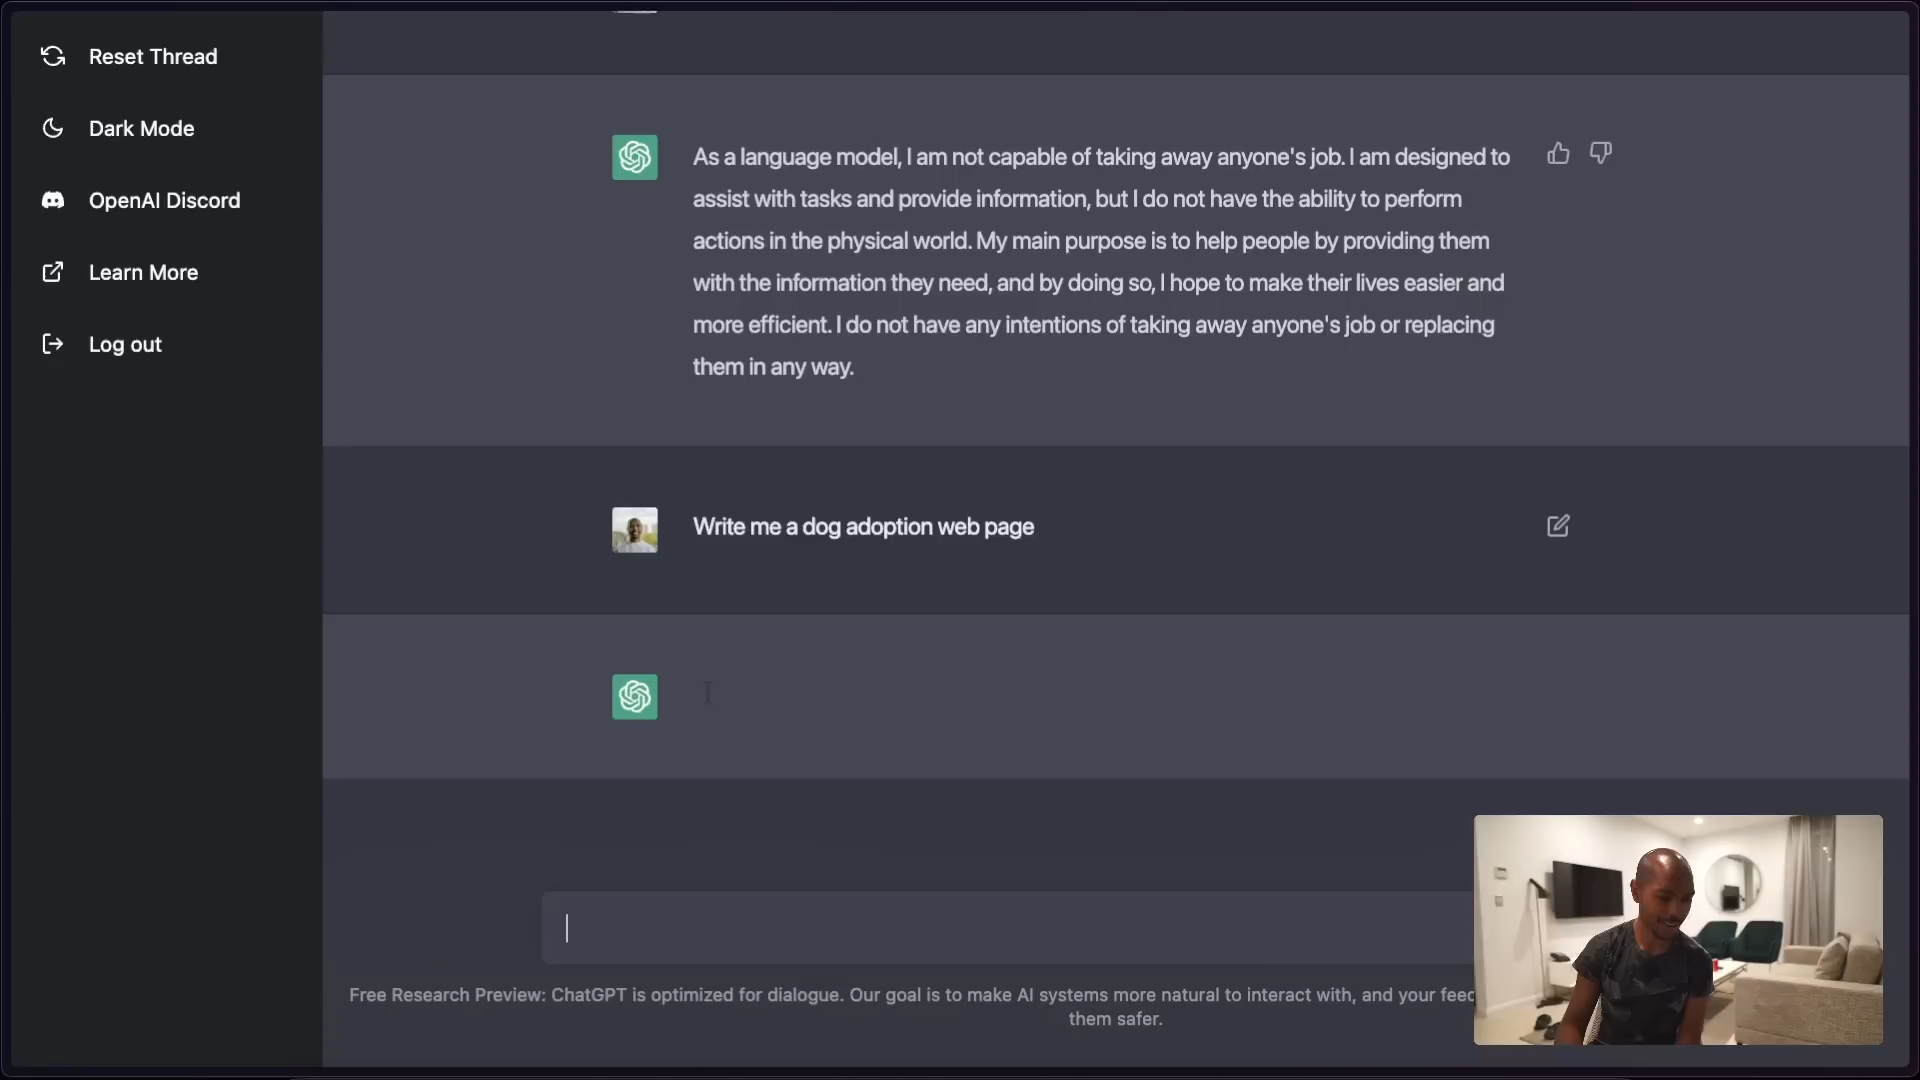 Reset Thread
Dark Mode
OpenAI Discord
Learn More
Log out
As a language model, I am not capable of taking away anyone's job. I am designed to
assist with tasks and provide information, but I do not have the ability to perform
actions in the physical world. My main purpose is to help people by providing them
with the information they need, and by doing so, I hope to make their lives easier and
more efficient. I do not have any intentions of taking away anyone's job or replacing
them in any way.
Write me a dog adoption web page
Free Research Preview: ChatGPT is optimized for dialogue. Our goal is to make AI systems more natural to interact with, and your
them safer.